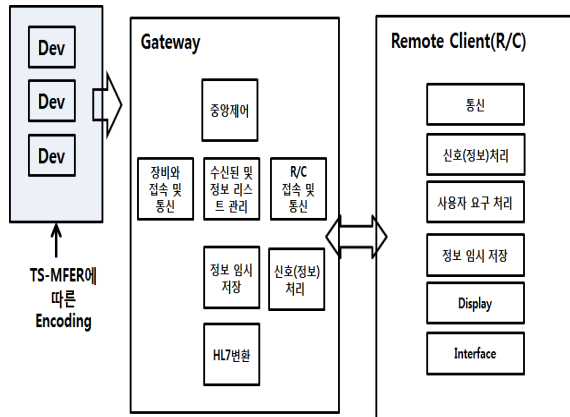 Dev
Dev
Dev
TS-MFER에
따른
Encoding
Gateway
중앙제어
장비와
접속 및
통신
수신된 및
정보 리스
트 관리
R/C
접속 및
통신
정보 임시
저장
신호(정보)
처리
HL7변환
Remote Client(R/C)
통신
신호(정보)처리
사용자 요구 처리
정보 임시 저장
Display
Interface